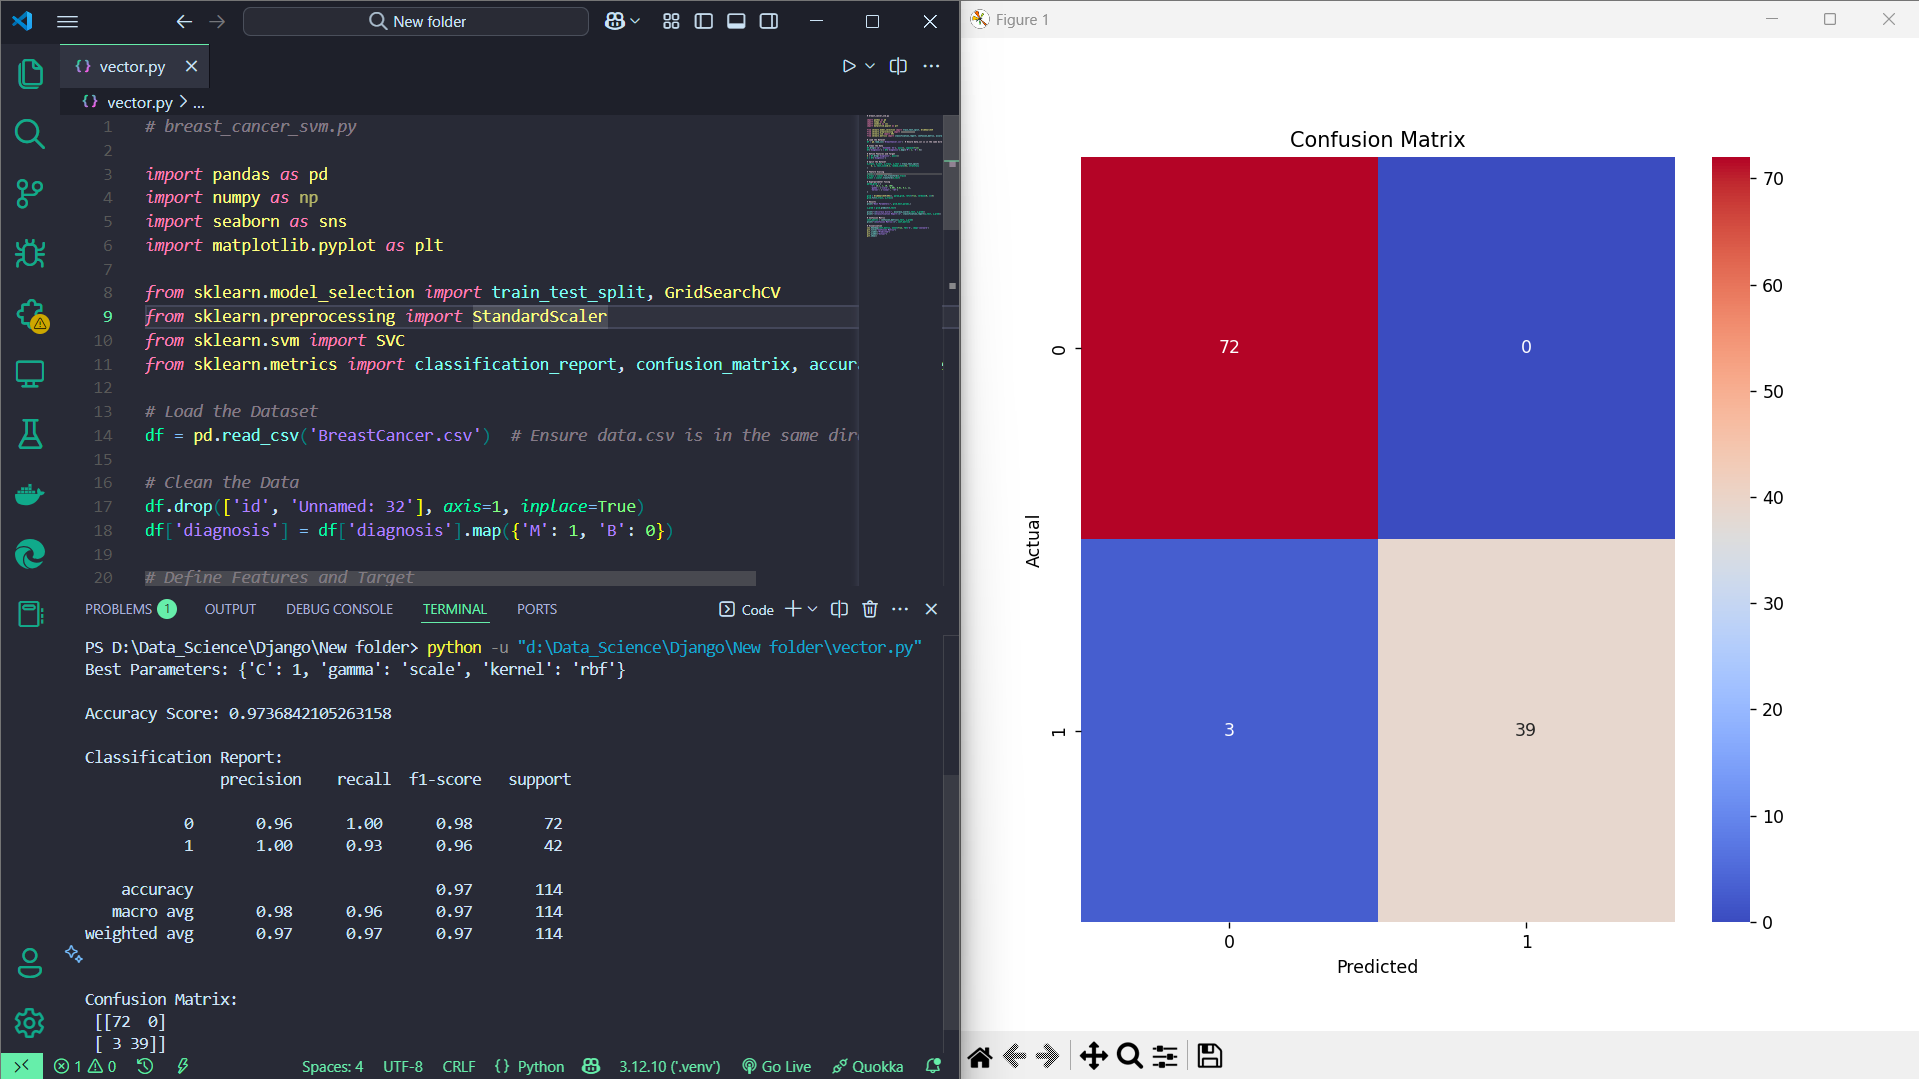 New folder
vector.py
vector.py > ...
1 # breast_cancer_svm.py
2
3 import pandas as pd
4 import numpy as np
5 import seaborn as sns
6 import matplotlib.pyplot as plt
7
8 from sklearn.model_selection import train_test_split, GridSearchCV
9 from sklearn.preprocessing import StandardScaler
10 from sklearn.svm import SVC
11 from sklearn.metrics import classification_report, confusion_matrix, accur
12
13 # Load the Dataset
14 df = pd.read_csv('BreastCancer.csv')  # Ensure data.csv is in the same dir
15
16 # Clean the Data
17 df.drop(['id', 'Unnamed: 32'], axis=1, inplace=True)
18 df['diagnosis'] = df['diagnosis'].map({'M': 1, 'B': 0})
19
20 # Define Features and Target
PROBLEMS 1 OUTPUT DEBUG CONSOLE TERMINAL PORTS Code
PS D:\Data_Science\Django\New folder> python -u "d:\Data_Science\Django\New folder\vector.py"
Best Parameters: {'C': 1, 'gamma': 'scale', 'kernel': 'rbf'}
Accuracy Score: 0.9736842105263158
Classification Report:
precision recall f1-score support
0 0.96 1.00 0.98 72
1 1.00 0.93 0.96 42
accuracy 0.97 114
macro avg 0.98 0.96 0.97 114
weighted avg 0.97 0.97 0.97 114
Confusion Matrix:
[[72  0]
[ 3 39]]
1 0 Spaces: 4 UTF-8 CRLF {} Python 3.12.10 ('.venv') Go Live Quokka
Figure 1
Confusion Matrix
72 0
3 39
0
1
Actual
0 1
Predicted
70
60
50
40
30
20
10
0